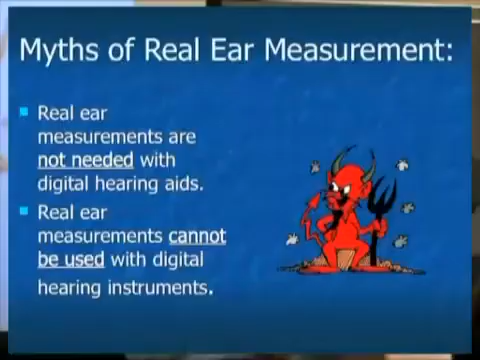 Myths of Real Ear Measurement:
Real ear
measurements are
not needed with
digital hearing aids.
Real ear
measurements cannot
be used with digital
hearing instruments.